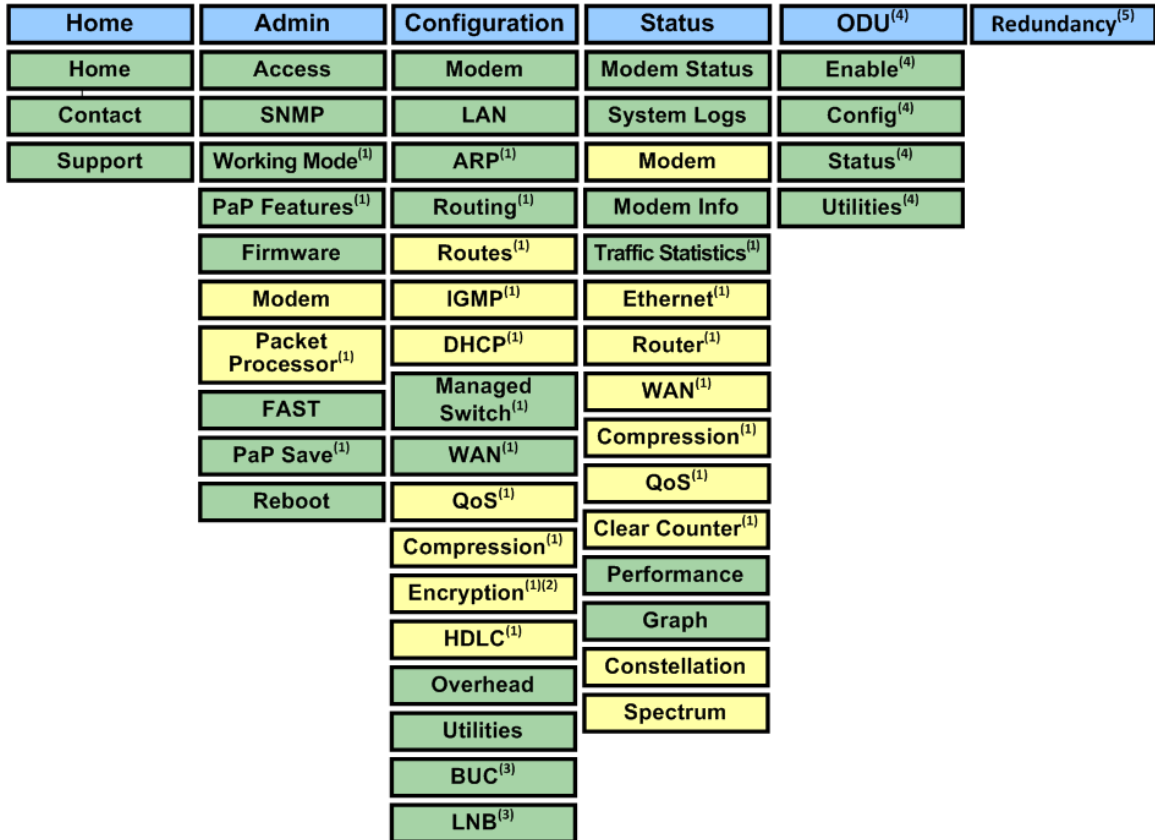 Home
Admin
Configuration
Status
ODU(4)
Redundancy(5)
Home
Contact
Support
Access
SNMP
Working Mode(1)
PaP Features(1)
Firmware
Modem
Packet
Processor(1)
FAST
PaP Save(1)
Reboot
Modem
LAN
ARP(1)
Routing(1)
Routes(1)
IGMP(1)
DHCP(1)
Managed
Switch(1)
WAN(1)
QoS(1)
Compression(1)
Encryption(1)(2)
HDLC(1)
Overhead
Utilities
BUC(3)
LNB(3)
Modem Status
System Logs
Modem
Modem Info
Traffic Statistics(1)
Ethernet(1)
Router(1)
WAN(1)
Compression(1)
QoS(1)
Clear Counter(1)
Performance
Graph
Constellation
Spectrum
Enable(4)
Config(4)
Status(4)
Utilities(4)